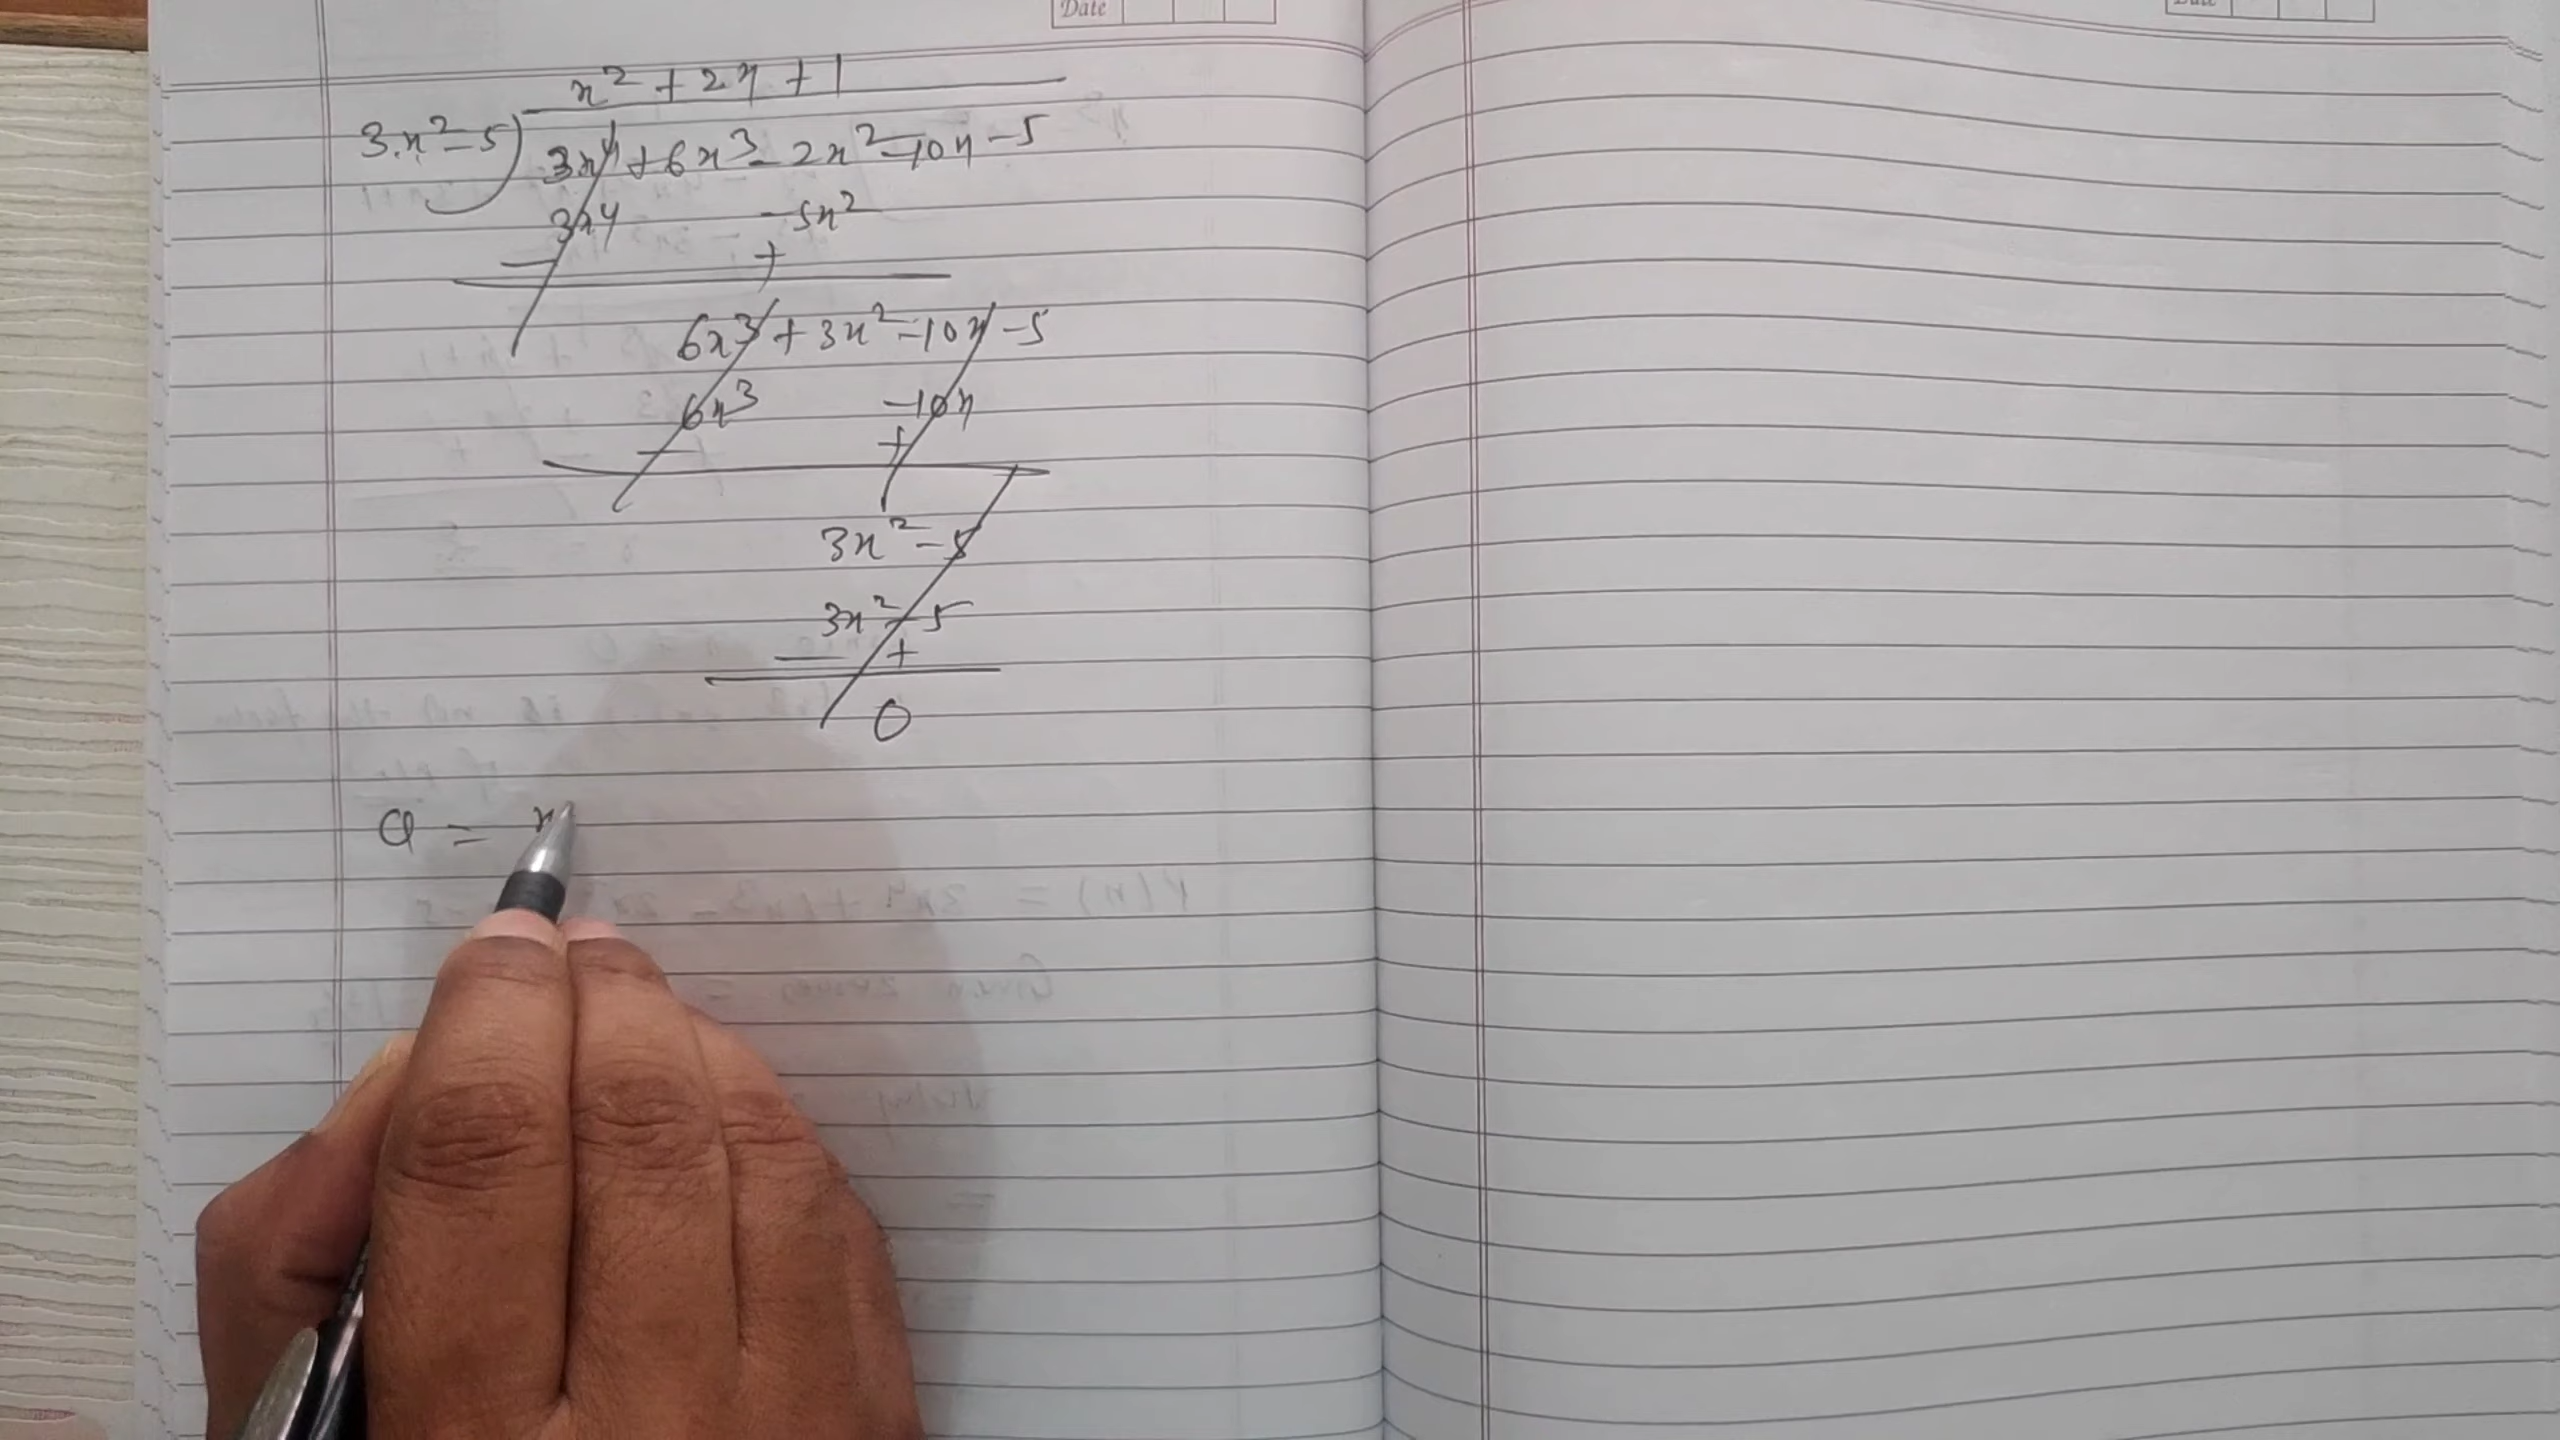 Date
x² + 2x + 1
3x² - 5) 3x⁴ + 6x³ - 2x² - 10x - 5
3x⁴ - 5x²
- +
6x³ + 3x² - 10x - 5
6x³ - 10x
- +
3x² - 5
3x² - 5
- +
0
Q = x